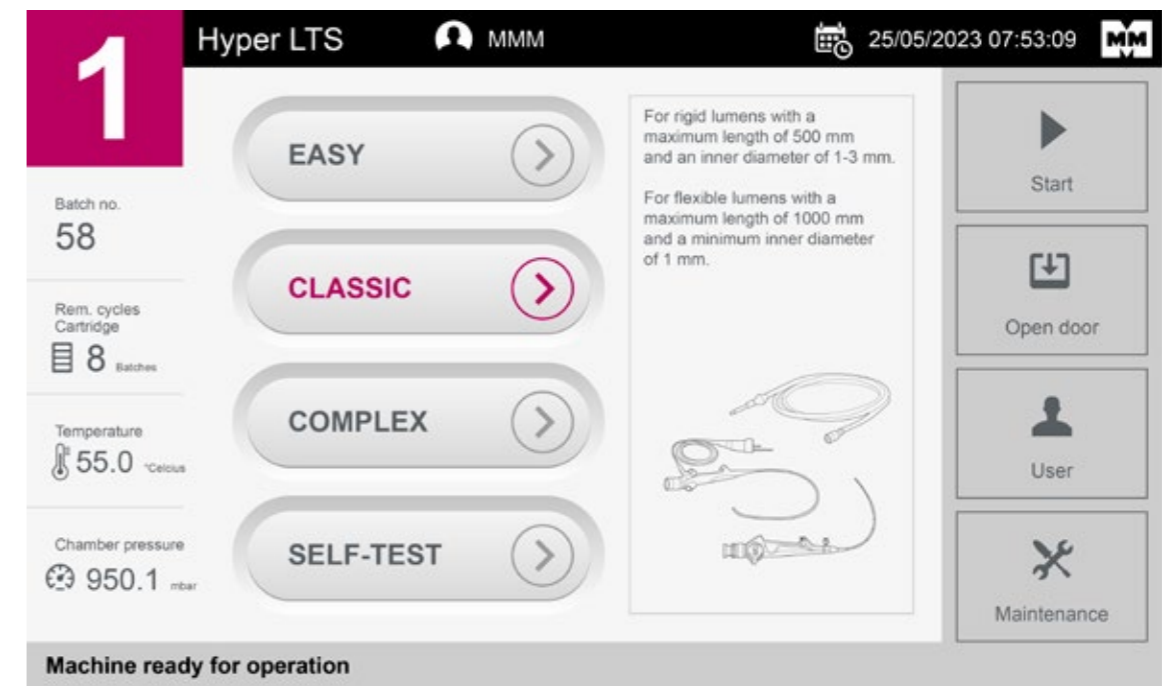 1
Hyper LTS
MMM
25/05/2023 07:53:09
MM
Batch no.
58
Rem. cycles
Cartridge
8 Batches
Temperature
55.0 °Celcius
Chamber pressure
950.1 mbar
EASY
CLASSIC
COMPLEX
SELF-TEST
For rigid lumens with a
maximum length of 500 mm
and an inner diameter of 1-3 mm.
For flexible lumens with a
maximum length of 1000 mm
and a minimum inner diameter
of 1 mm.
Start
Open door
User
Maintenance
Machine ready for operation